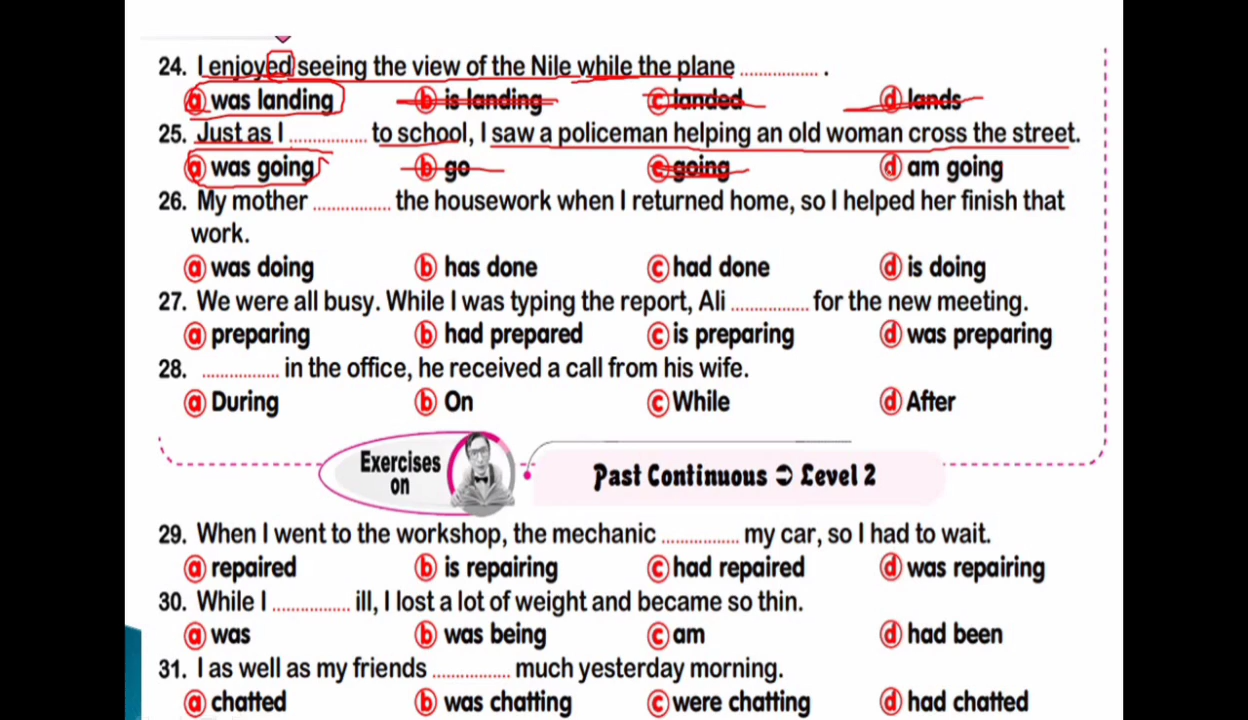 24. I enjoyed seeing the view of the Nile while the plane ................ .
ⓐ was landing ⓑ is landing ⓒ landed ⓓ lands
25. Just as I ................ to school, I saw a policeman helping an old woman cross the street.
ⓐ was going ⓑ go ⓒ going ⓓ am going
26. My mother ................ the housework when I returned home, so I helped her finish that
work.
ⓐ was doing ⓑ has done ⓒ had done ⓓ is doing
27. We were all busy. While I was typing the report, Ali ................ for the new meeting.
ⓐ preparing ⓑ had prepared ⓒ is preparing ⓓ was preparing
28. ................ in the office, he received a call from his wife.
ⓐ During ⓑ On ⓒ While ⓓ After
Exercises
on
Past Continuous ➲ Level 2
29. When I went to the workshop, the mechanic ................ my car, so I had to wait.
ⓐ repaired ⓑ is repairing ⓒ had repaired ⓓ was repairing
30. While I ................ ill, I lost a lot of weight and became so thin.
ⓐ was ⓑ was being ⓒ am ⓓ had been
31. I as well as my friends ................ much yesterday morning.
ⓐ chatted ⓑ was chatting ⓒ were chatting ⓓ had chatted